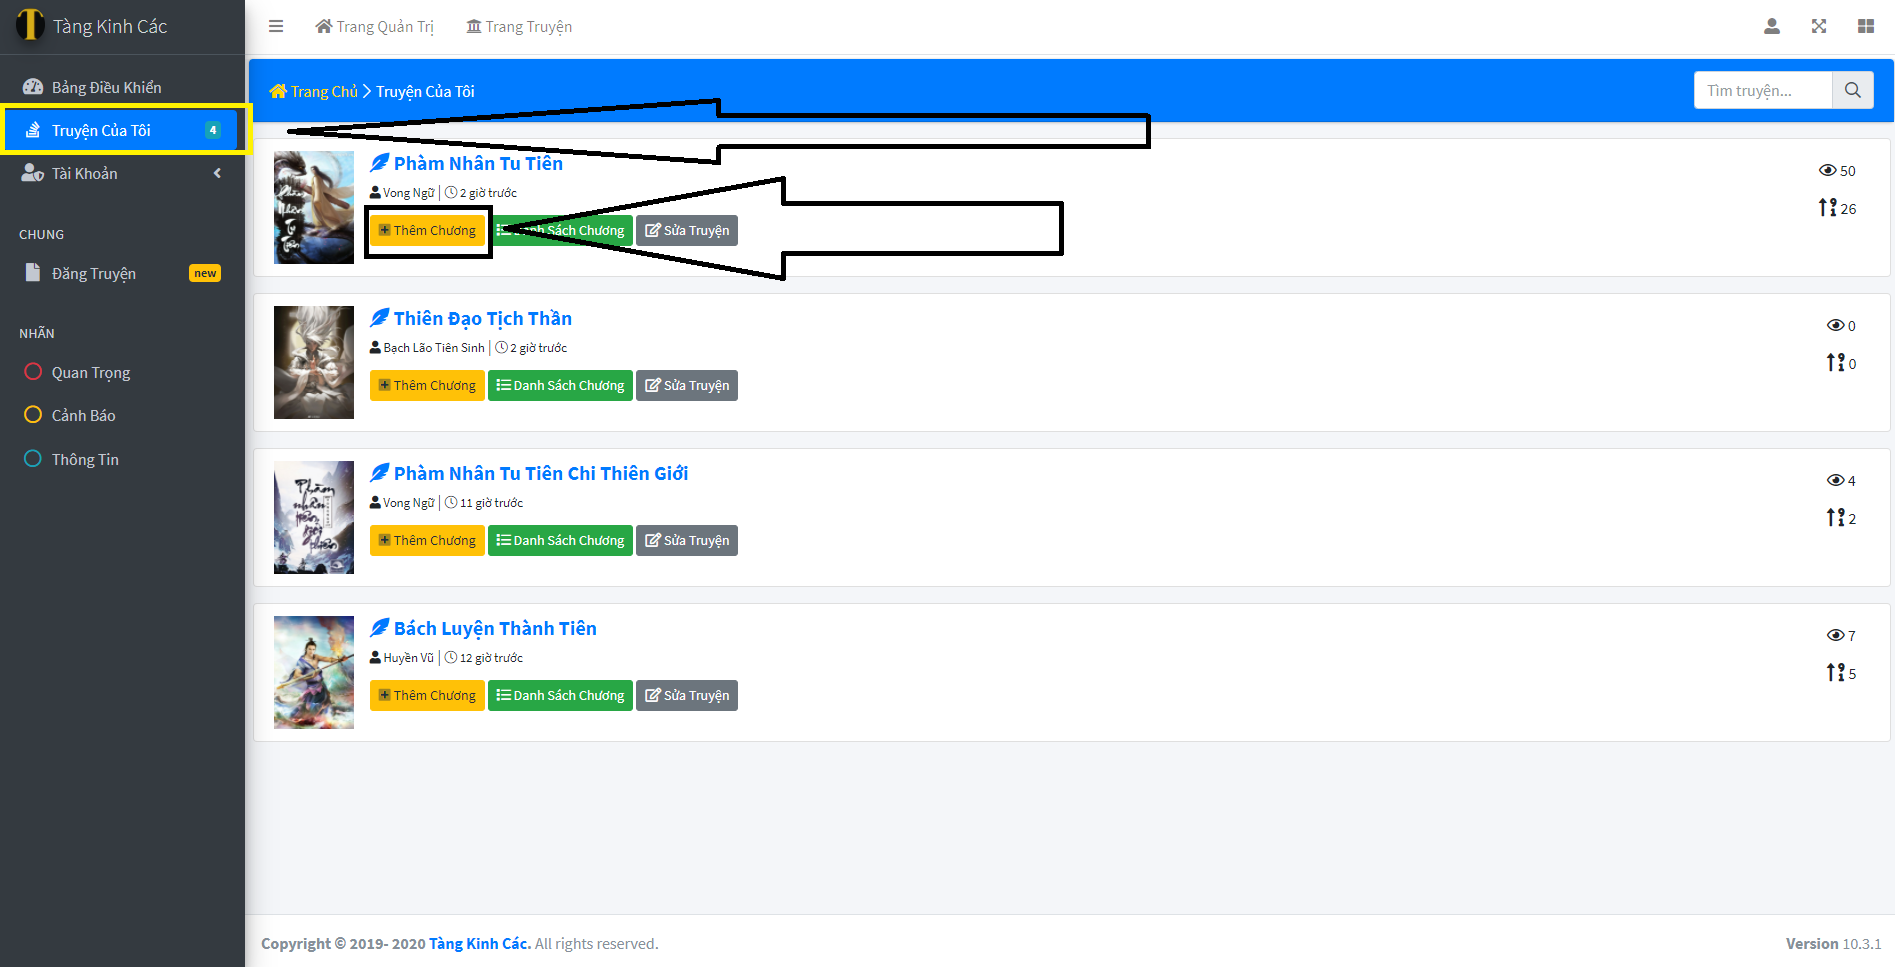 Tàng Kinh Các
Trang Quản Trị
Trang Truyện
Bảng Điều Khiển
Truyện Của Tôi 4
Tài Khoản
CHUNG
Đăng Truyện new
NHÃN
Quan Trọng
Cảnh Báo
Thông Tin
Trang Chủ > Truyện Của Tôi
Tìm truyện...
Phàm Nhân Tu Tiên
Vong Ngữ | 2 giờ trước
50
26
Thêm Chương Danh Sách Chương Sửa Truyện
Thiên Đạo Tịch Thần
Bạch Lão Tiên Sinh | 2 giờ trước
0
0
Thêm Chương Danh Sách Chương Sửa Truyện
Phàm Nhân Tu Tiên Chi Thiên Giới
Vong Ngữ | 11 giờ trước
4
2
Thêm Chương Danh Sách Chương Sửa Truyện
Bách Luyện Thành Tiên
Huyền Vũ | 12 giờ trước
7
5
Thêm Chương Danh Sách Chương Sửa Truyện
Copyright © 2019- 2020 Tàng Kinh Các. All rights reserved.
Version 10.3.1